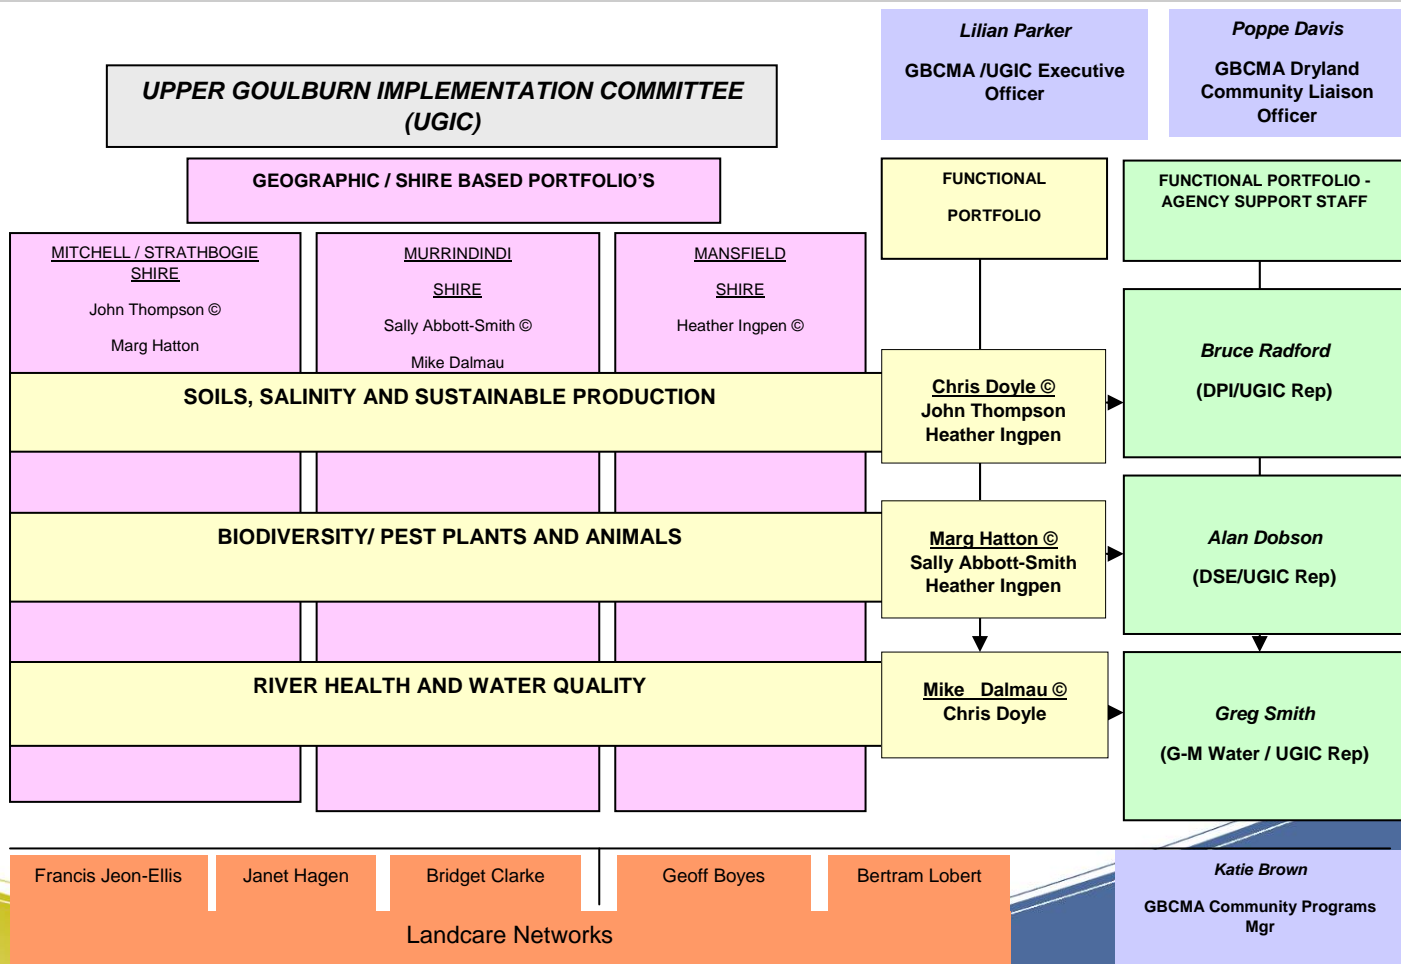 Lilian Parker
GBCMA /UGIC Executive
Officer
Poppe Davis
GBCMA Dryland
Community Liaison
Officer
UPPER GOULBURN IMPLEMENTATION COMMITTEE
(UGIC)
GEOGRAPHIC / SHIRE BASED PORTFOLIO’S
FUNCTIONAL
PORTFOLIO
FUNCTIONAL PORTFOLIO -
AGENCY SUPPORT STAFF
MITCHELL / STRATHBOGIE
SHIRE
John Thompson ©
Marg Hatton
MURRINDINDI
SHIRE
Sally Abbott-Smith ©
Mike Dalmau
MANSFIELD
SHIRE
Heather Ingpen ©
SOILS, SALINITY AND SUSTAINABLE PRODUCTION
Chris Doyle ©
John Thompson
Heather Ingpen
Bruce Radford
(DPI/UGIC Rep)
BIODIVERSITY/ PEST PLANTS AND ANIMALS
Marg Hatton ©
Sally Abbott-Smith
Heather Ingpen
Alan Dobson
(DSE/UGIC Rep)
RIVER HEALTH AND WATER QUALITY
Mike Dalmau ©
Chris Doyle
Greg Smith
(G-M Water / UGIC Rep)
Francis Jeon-Ellis
Janet Hagen
Bridget Clarke
Geoff Boyes
Bertram Lobert
Landcare Networks
Katie Brown
GBCMA Community Programs
Mgr